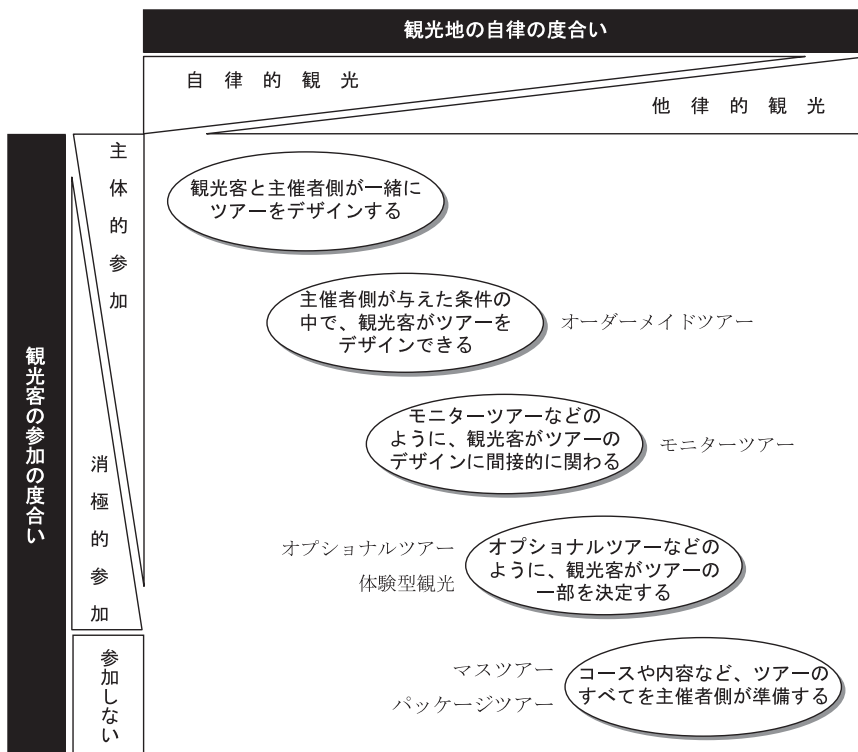 観光地の自律の度合い
自律的観光
他律的観光
観光客の参加の度合い
主体的参加
消極的参加
参加しない
観光客と主催者側が一緒に
ツアーをデザインする
主催者側が与えた条件の
中で、観光客がツアーを
デザインできる
オーダーメイドツアー
モニターツアーなどの
ように、観光客がツアーの
デザインに間接的に関わる
モニターツアー
オプショナルツアー
体験型観光
オプショナルツアーなどの
ように、観光客がツアーの
一部を決定する
マスツアー
パッケージツアー
コースや内容など、ツアーの
すべてを主催者側が準備する